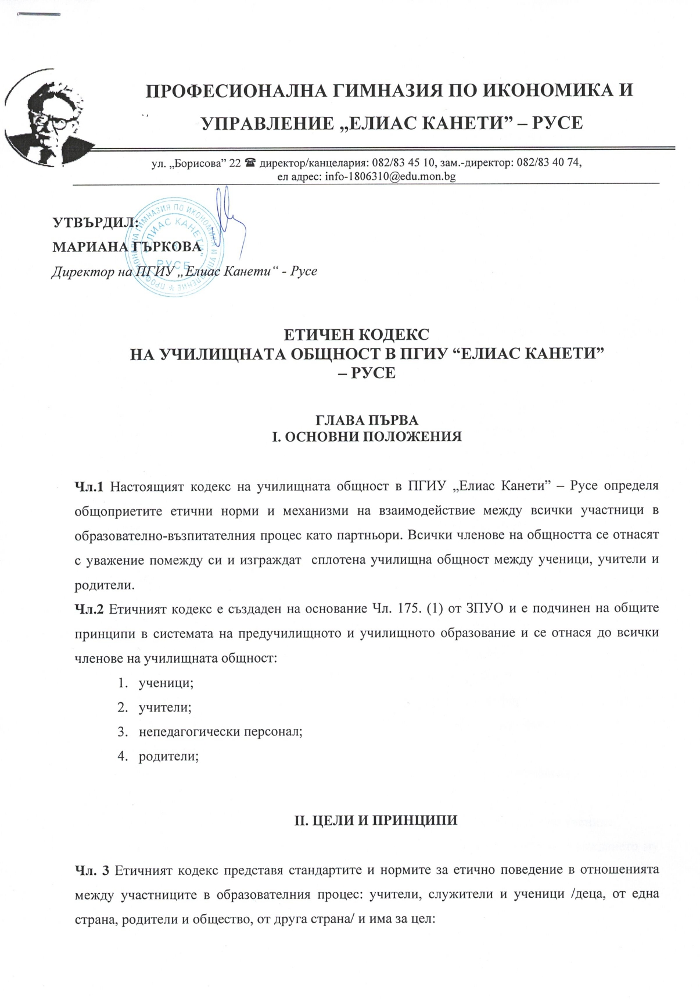 ПРОФЕСИОНАЛНА ГИМНАЗИЯ ПО ИКОНОМИКА И
УПРАВЛЕНИЕ „ЕЛИАС КАНЕТИ” – РУСЕ
ул. „Борисова” 22 ☎ директор/канцелария: 082/83 45 10, зам.-директор: 082/83 40 74,
ел адрес: info-1806310@edu.mon.bg
УТВЪРДИЛ:
МАРИАНА ГЪРКОВА
Директор на ПГИУ „Елиас Канети“ - Русе
ПРОФЕСИОНАЛНА ГИМНАЗИЯ ПО ИКОНОМИКА И УПРАВЛЕНИЕ
"ЕЛИАС КАНЕТИ"
РУСЕ
ЕТИЧЕН КОДЕКС
НА УЧИЛИЩНАТА ОБЩНОСТ В ПГИУ “ЕЛИАС КАНЕТИ”
– РУСЕ
ГЛАВА ПЪРВА
I. ОСНОВНИ ПОЛОЖЕНИЯ
Чл.1 Настоящият кодекс на училищната общност в ПГИУ „Елиас Канети” – Русе определя
общоприетите етични норми и механизми на взаимодействие между всички участници в
образователно-възпитателния процес като партньори. Всички членове на общността се отнасят
с уважение помежду си и изграждат сплотена училищна общност между ученици, учители и
родители.
Чл.2 Етичният кодекс е създаден на основание Чл. 175. (1) от ЗПУО и е подчинен на общите
принципи в системата на предучилищното и училищното образование и се отнася до всички
членове на училищната общност:
1. ученици;
2. учители;
3. непедагогически персонал;
4. родители;
II. ЦЕЛИ И ПРИНЦИПИ
Чл. 3 Етичният кодекс представя стандартите и нормите за етично поведение в отношенията
между участниците в образователния процес: учители, служители и ученици /деца, от една
страна, родители и общество, от друга страна/ и има за цел: